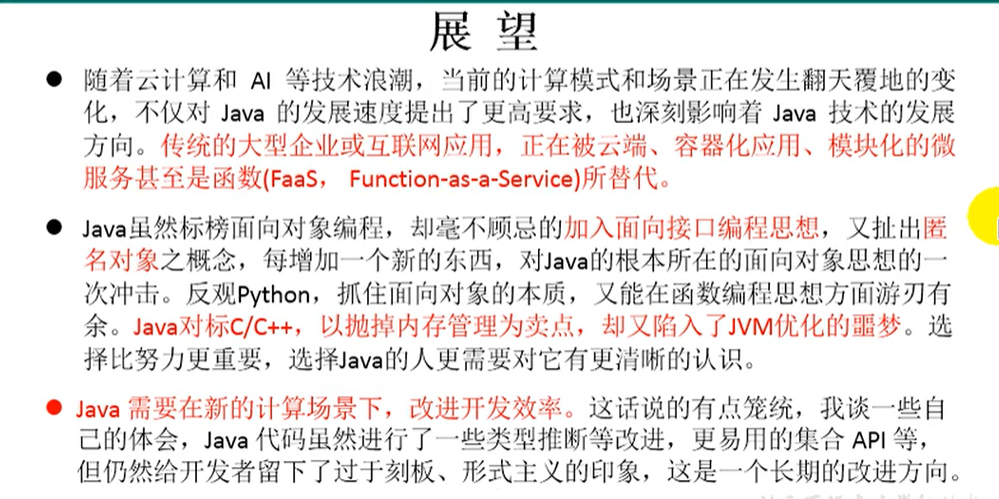 展 望
● 随着云计算和 AI 等技术浪潮，当前的计算模式和场景正在发生翻天覆地的变
化，不仅对 Java 的发展速度提出了更高要求，也深刻影响着 Java 技术的发展
方向。传统的大型企业或互联网应用，正在被云端、容器化应用、模块化的微
服务甚至是函数(FaaS， Function-as-a-Service)所替代。
● Java虽然标榜面向对象编程，却毫不顾忌的加入面向接口编程思想，又扯出匿
名对象之概念，每增加一个新的东西，对Java的根本所在的面向对象思想的一
次冲击。反观Python，抓住面向对象的本质，又能在函数编程思想方面游刃有
余。Java对标C/C++，以抛掉内存管理为卖点，却又陷入了JVM优化的噩梦。选
择比努力更重要，选择Java的人更需要对它有更清晰的认识。
● Java 需要在新的计算场景下，改进开发效率。这话说的有点笼统，我谈一些自
己的体会，Java 代码虽然进行了一些类型推断等改进，更易用的集合 API 等，
但仍然给开发者留下了过于刻板、形式主义的印象，这是一个长期的改进方向。